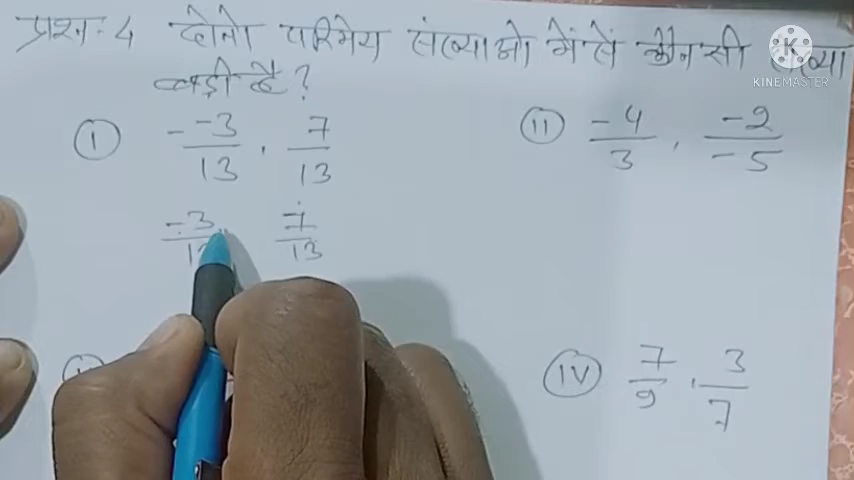 प्रश्न-4 दोनो परिमेय संख्याओ में से कौन सी संख्या
बड़ी है?
I -3/13 , 7/13
II -4/3 , -2/-5
-3/13 7/13
IV 7/9 , 3/7
KINEMASTER